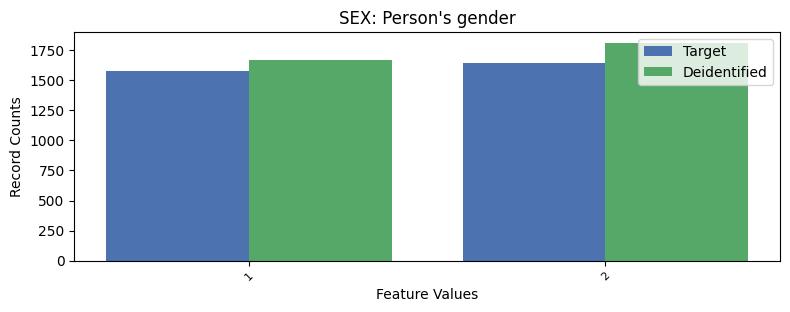 SEX: Person's gender
1750
1500
1250
1000
750
500
250
0
Record Counts
Target
Deidentified
1
2
Feature Values